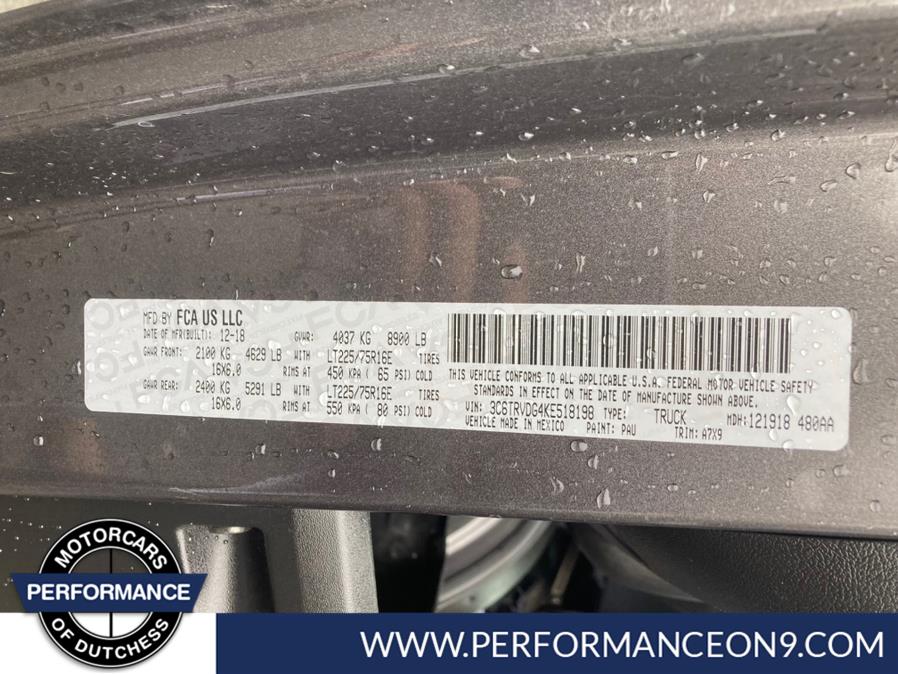 MFD BY FCA US LLC
DATE OF MFR(BUILT): 12-18 GVWR: 4037 KG 8900 LB
GAWR FRONT: 2100 KG 4629 LB WITH LT225/75R16E TIRES
16X6.0 RIMS AT 450 KPA ( 65 PSI) COLD
GAWR REAR: 2400 KG 5291 LB WITH LT225/75R16E TIRES
16X6.0 RIMS AT 550 KPA ( 80 PSI) COLD
THIS VEHICLE CONFORMS TO ALL APPLICABLE U.S.A. FEDERAL MOTOR VEHICLE SAFETY
STANDARDS IN EFFECT ON THE DATE OF MANUFACTURE SHOWN ABOVE.
VIN: 3C6TRVDG4KE518198 TYPE: TRUCK MDH:121918 480AA
VEHICLE MADE IN MEXICO PAINT: PAU TRIM: A7X9
MOTORCARS
PERFORMANCE
OF DUTCHESS
WWW.PERFORMANCEON9.COM